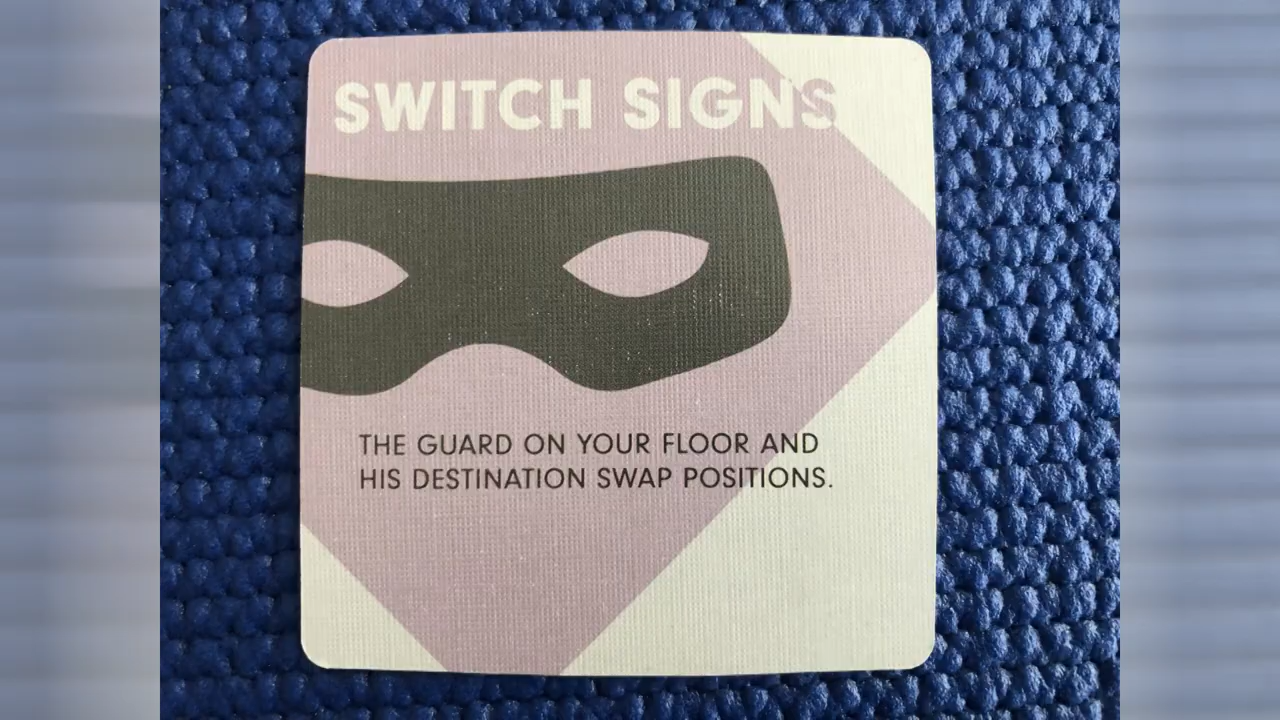 SWITCH SIGNS
THE GUARD ON YOUR FLOOR AND
HIS DESTINATION SWAP POSITIONS.